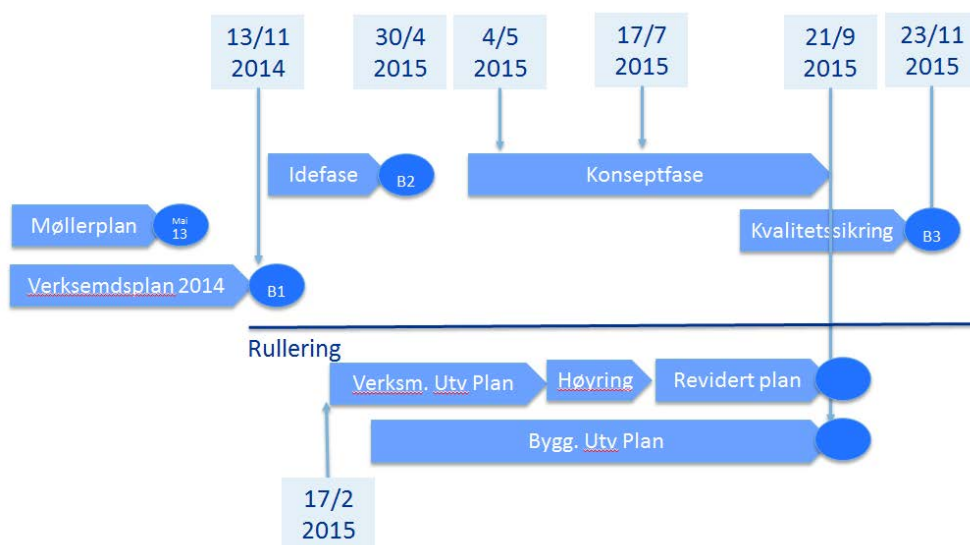 13/11
2014
30/4
2015
4/5
2015
17/7
2015
21/9
2015
23/11
2015
Idefase
B2
Konseptfase
Møllerplan
Mai
13
Kvalitetssikring
B3
Verksemdsplan 2014
B1
Rullering
Verksm. Utv Plan
Høyring
Revidert plan
Bygg. Utv Plan
17/2
2015